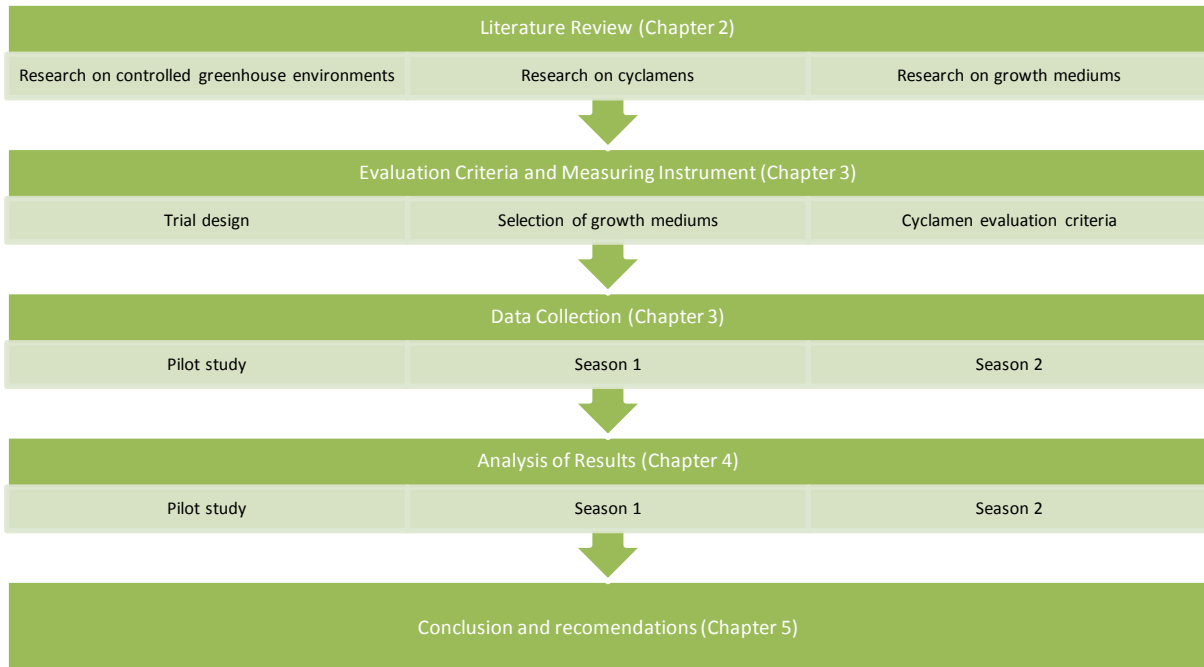 Literature Review (Chapter 2)
Research on controlled greenhouse environments
Research on cyclamens
Research on growth mediums
Evaluation Criteria and Measuring Instrument (Chapter 3)
Trial design
Selection of growth mediums
Cyclamen evaluation criteria
Data Collection (Chapter 3)
Pilot study
Season 1
Season 2
Analysis of Results (Chapter 4)
Pilot study
Season 1
Season 2
Conclusion and recomendations (Chapter 5)